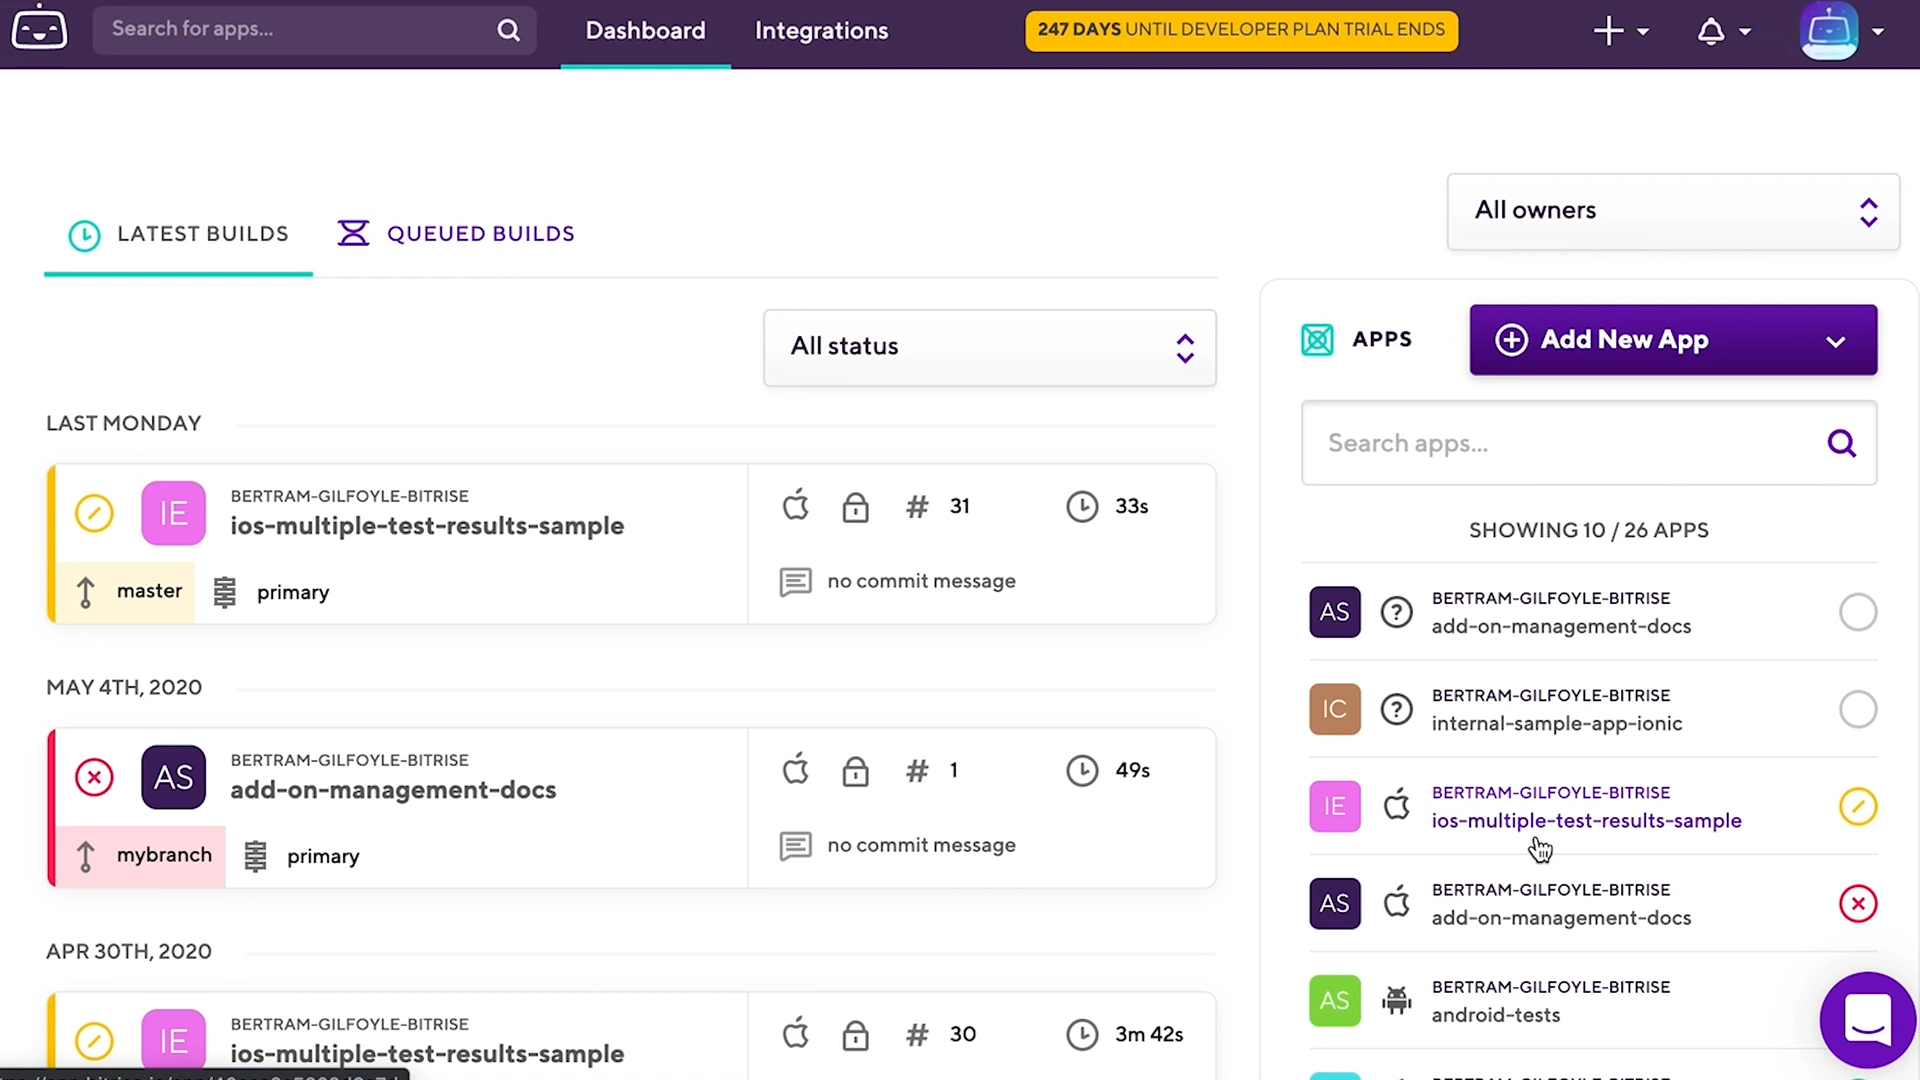 Search for apps...
Dashboard
Integrations
247 DAYS UNTIL DEVELOPER PLAN TRIAL ENDS
All owners
LATEST BUILDS
QUEUED BUILDS
All status
APPS
Add New App
Search apps...
SHOWING 10 / 26 APPS
LAST MONDAY
IE
BERTRAM-GILFOYLE-BITRISE
ios-multiple-test-results-sample
# 31
33s
master
primary
no commit message
MAY 4TH, 2020
AS
BERTRAM-GILFOYLE-BITRISE
add-on-management-docs
# 1
49s
mybranch
primary
no commit message
APR 30TH, 2020
IE
BERTRAM-GILFOYLE-BITRISE
ios-multiple-test-results-sample
# 30
3m 42s
AS
?
BERTRAM-GILFOYLE-BITRISE
add-on-management-docs
IC
?
BERTRAM-GILFOYLE-BITRISE
internal-sample-app-ionic
IE
BERTRAM-GILFOYLE-BITRISE
ios-multiple-test-results-sample
AS
BERTRAM-GILFOYLE-BITRISE
add-on-management-docs
AS
BERTRAM-GILFOYLE-BITRISE
android-tests